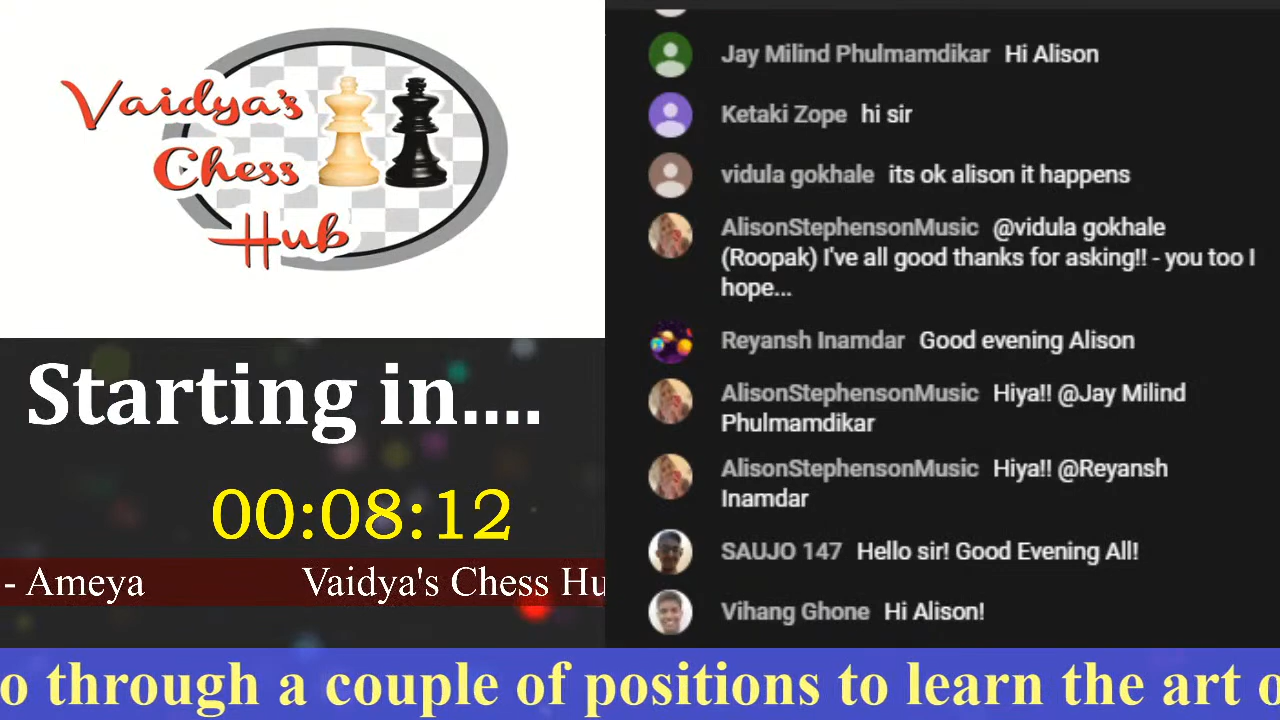 Vaidya's
Chess
Hub
Starting in....
00:08:12
- Ameya Vaidya's Chess Hu
Jay Milind Phulmamdikar Hi Alison
Ketaki Zope hi sir
vidula gokhale its ok alison it happens
AlisonStephensonMusic @vidula gokhale
(Roopak) I've all good thanks for asking!! - you too I
hope...
Reyansh Inamdar Good evening Alison
AlisonStephensonMusic Hiya!! @Jay Milind
Phulmamdikar
AlisonStephensonMusic Hiya!! @Reyansh
Inamdar
SAUJO 147 Hello sir! Good Evening All!
Vihang Ghone Hi Alison!
o through a couple of positions to learn the art o